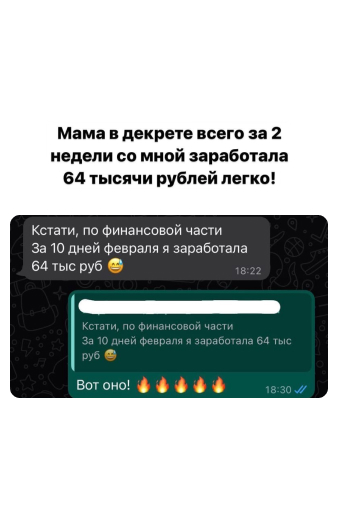 Мама в декрете всего за 2
недели со мной заработала
64 тысячи рублей легко!
Кстати, по финансовой части
За 10 дней февраля я заработала
64 тыс руб 😅
18:22
Кстати, по финансовой части
За 10 дней февраля я заработала 64 тыс
руб 😅
Вот оно! 🔥🔥🔥🔥🔥
18:30